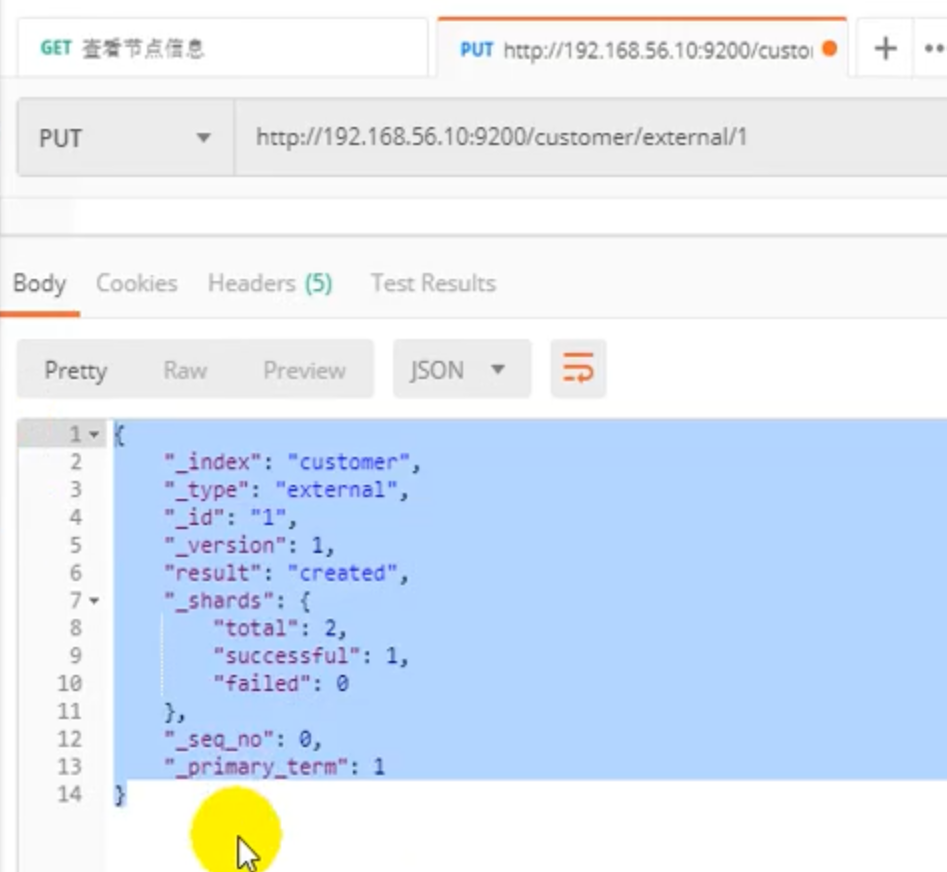 GET 查看节点信息
PUT http://192.168.56.10:9200/custo
PUT http://192.168.56.10:9200/customer/external/1
Body Cookies Headers (5) Test Results
Pretty Raw Preview JSON
1 {
2 "_index": "customer",
3 "_type": "external",
4 "_id": "1",
5 "_version": 1,
6 "result": "created",
7 "_shards": {
8 "total": 2,
9 "successful": 1,
10 "failed": 0
11 },
12 "_seq_no": 0,
13 "_primary_term": 1
14 }